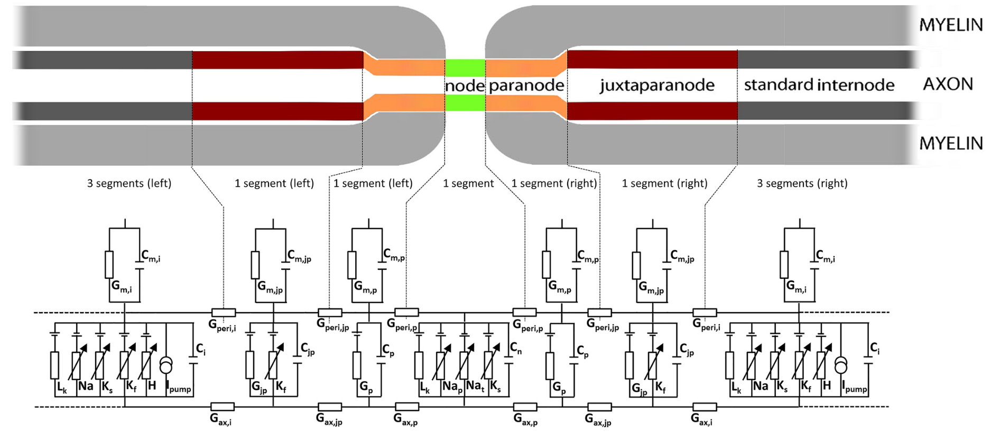 MYELIN
node paranode juxtaparanode standard internode AXON
MYELIN
3 segments (left) 1 segment (left) 1 segment (left) 1 segment 1 segment (right) 1 segment (right) 3 segments (right)
Cm,i Cm,jp Cm,p Cm,p Cm,jp Cm,i
Gm,i Gm,jp Gm,p Gm,p Gm,jp Gm,i
Gperi,i Gperi,jp Gperi,p Gperi,p Gperi,jp Gperi,i
Ci Cjp Cp Cn Cp Cjp Ci
Lk Na Ks Kf H Ipump Gjp Kf Gp Lk Nap Nat Ks Gp Gjp Kf Lk Na Ks Kf H Ipump
Gax,i Gax,jp Gax,p Gax,p Gax,jp Gax,i